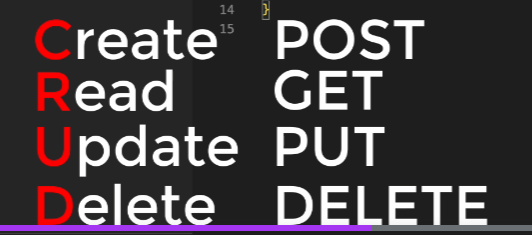 14 }
15
Create POST
Read GET
Update PUT
Delete DELETE